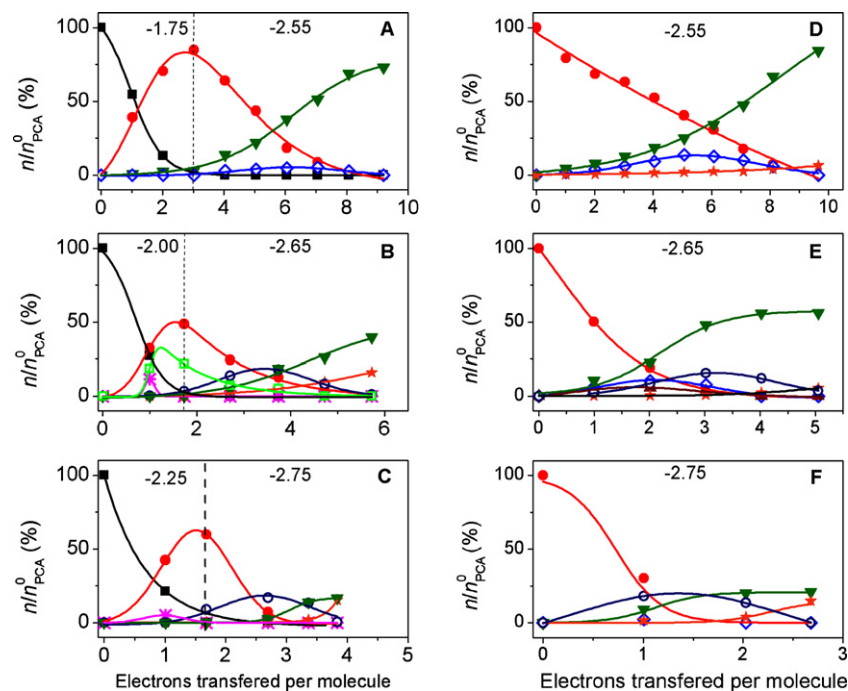 -1.75 -2.55 A
-2.55 D
n/n⁰PCA (%)
100
50
0
0 2 4 6 8 10
n/n⁰PCA (%)
100
50
0
0 2 4 6 8 10
-2.00 -2.65 B
-2.65 E
n/n⁰PCA (%)
100
50
0
0 2 4 6
n/n⁰PCA (%)
100
50
0
0 1 2 3 4 5
-2.25 -2.75 C
-2.75 F
n/n⁰PCA (%)
100
50
0
0 1 2 3 4 5
n/n⁰PCA (%)
100
50
0
0 1 2 3
Electrons transfered per molecule
Electrons transfered per molecule